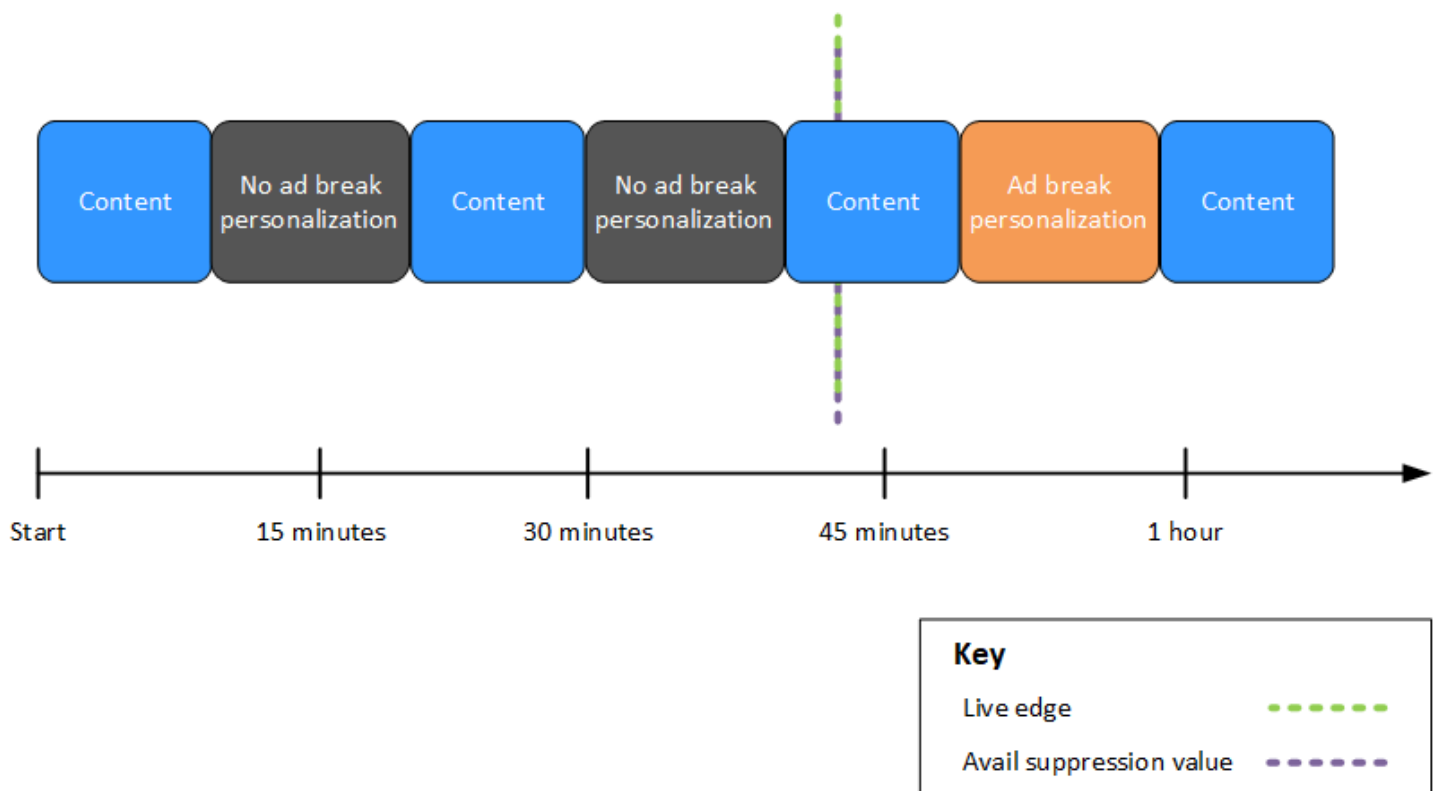 Content
No ad break
personalization
Content
No ad break
personalization
Content
Ad break
personalization
Content
Start
15 minutes
30 minutes
45 minutes
1 hour
Key
Live edge
Avail suppression value